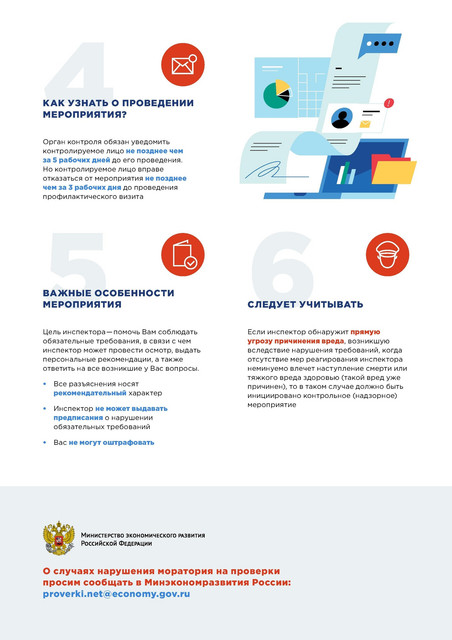 4
КАК УЗНАТЬ О ПРОВЕДЕНИИ
МЕРОПРИЯТИЯ?
Орган контроля обязан уведомить
контролируемое лицо не позднее чем
за 5 рабочих дней до его проведения.
Но контролируемое лицо вправе
отказаться от мероприятия не позднее
чем за 3 рабочих дня до проведения
профилактического визита
5
ВАЖНЫЕ ОСОБЕННОСТИ
МЕРОПРИЯТИЯ
Цель инспектора — помочь Вам соблюдать
обязательные требования, в связи с чем
инспектор может провести осмотр, выдать
персональные рекомендации, а также
ответить на все возникшие у Вас вопросы.
• Все разъяснения носят
рекомендательный характер
• Инспектор не может выдавать
предписания о нарушении
обязательных требований
• Вас не могут оштрафовать
6
СЛЕДУЕТ УЧИТЫВАТЬ
Если инспектор обнаружит прямую
угрозу причинения вреда, возникшую
вследствие нарушения требований, когда
отсутствие мер реагирования инспектора
неминуемо влечет наступление смерти или
тяжкого вреда здоровью (такой вред уже
причинен), то в таком случае должно быть
инициировано контрольное (надзорное)
мероприятие
Министерство экономического развития
Российской Федерации
О случаях нарушения моратория на проверки
просим сообщать в Минэкономразвития России:
proverki.net@economy.gov.ru